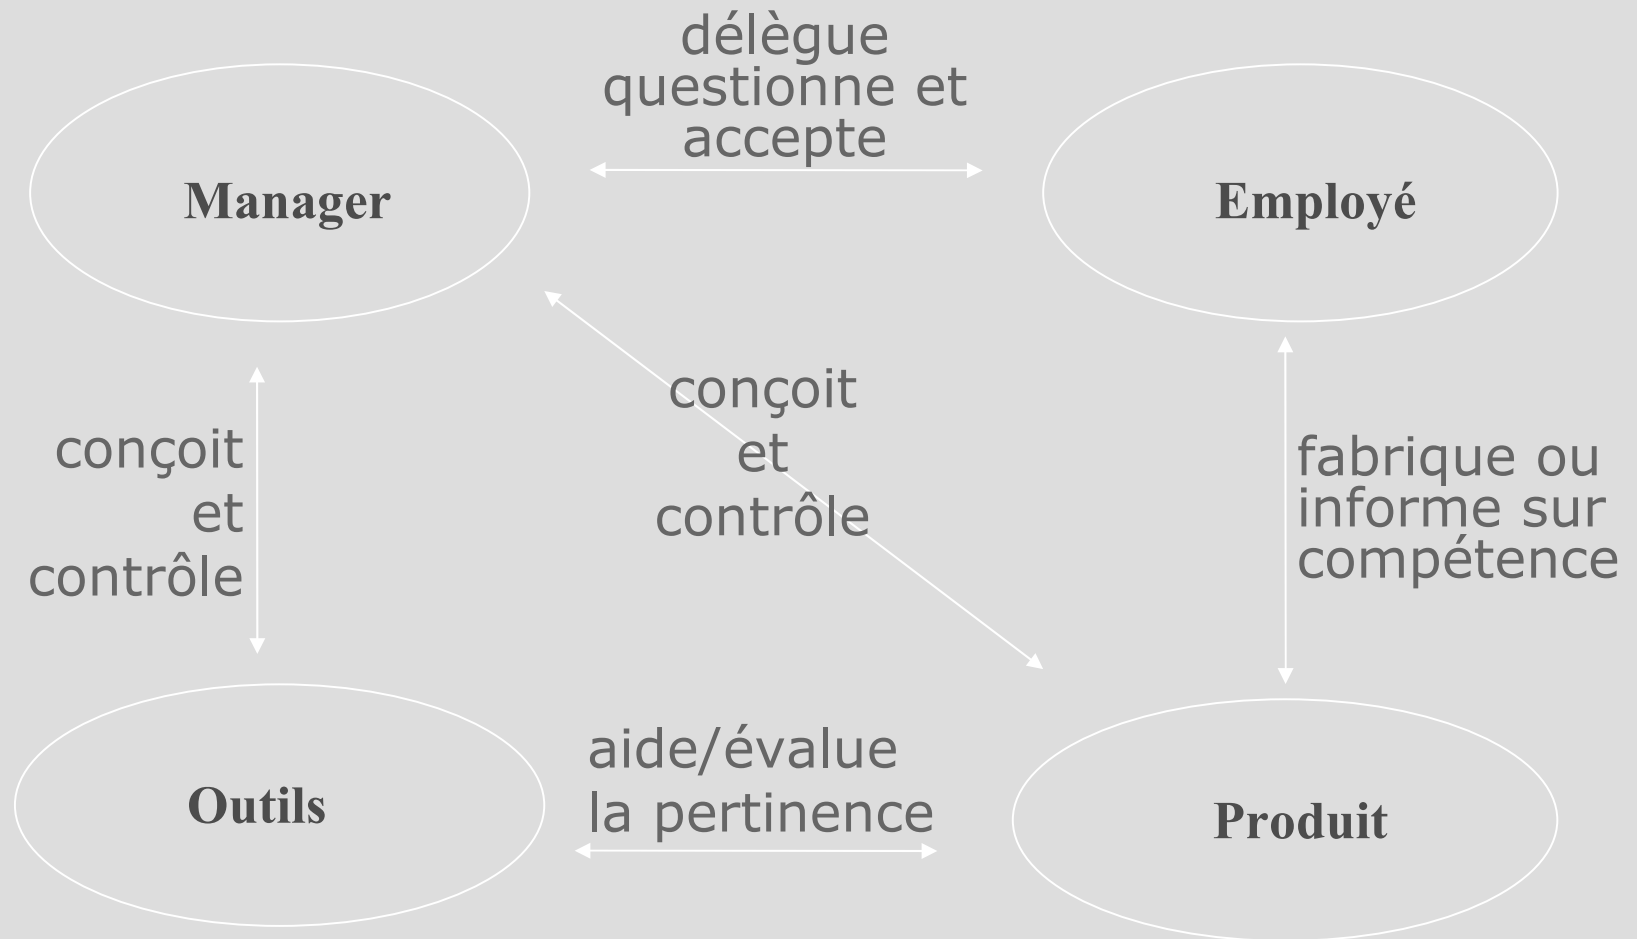 délègue
questionne et
accepte
Manager
Employé
conçoit
et
contrôle
conçoit
et
contrôle
fabrique ou
informe sur
compétence
aide/évalue
la pertinence
Outils
Produit